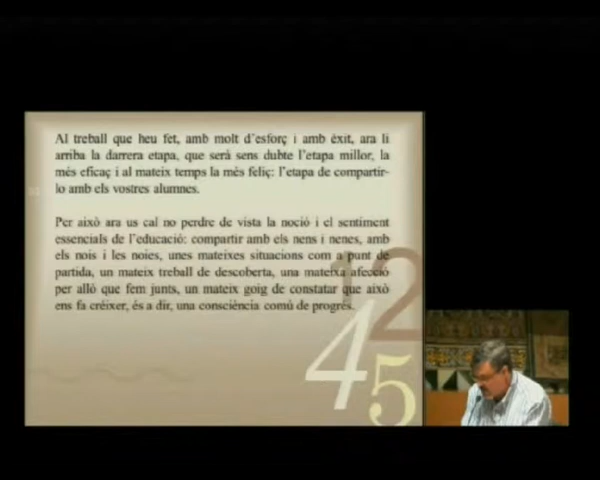 Al treball que heu fet, amb molt d'esforç i amb èxit, ara li
arriba la darrera etapa, que serà sens dubte l'etapa millor, la
més eficaç i al mateix temps la més feliç: l'etapa de compartir-
lo amb els vostres alumnes.
Per això ara us cal no perdre de vista la noció i el sentiment
essencials de l'educació: compartir amb els nens i nenes, amb
els nois i les noies, unes mateixes situacions com a punt de
partida, un mateix treball de descoberta, una mateixa afecció
per allò que fem junts, un mateix goig de constatar que això
ens fa créixer, és a dir, una consciència comú de progrés.
2
4
5